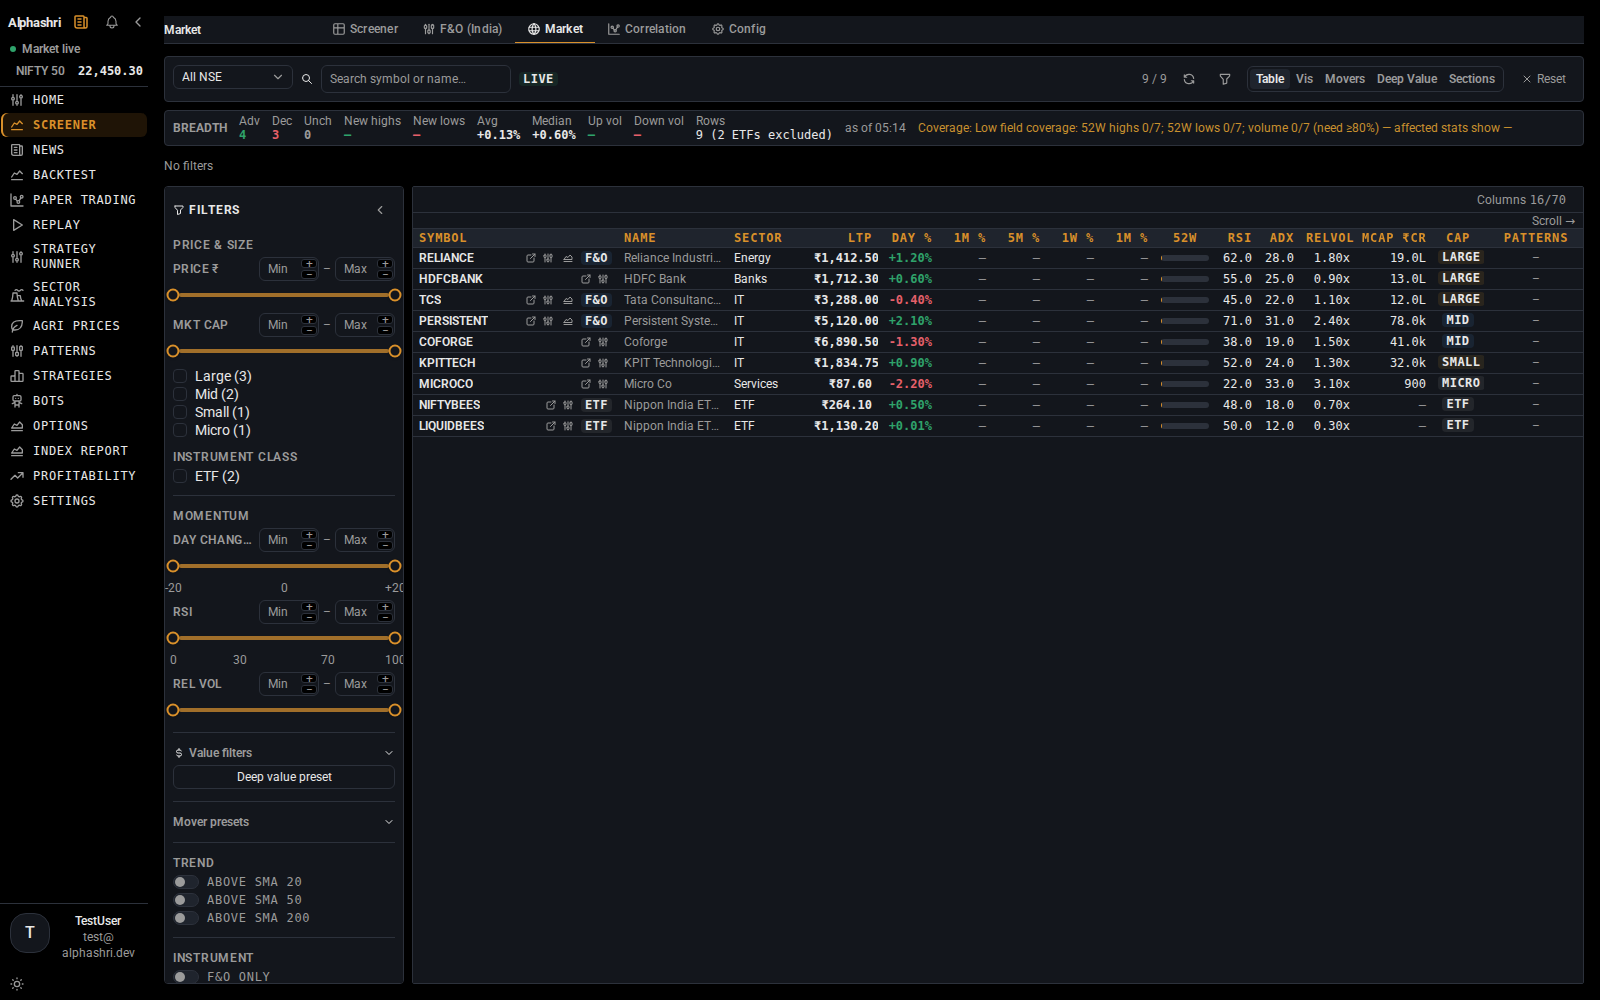 Alphashri
Market live
NIFTY 50 22,450.30
HOME
SCREENER
NEWS
BACKTEST
PAPER TRADING
REPLAY
STRATEGY
RUNNER
SECTOR
ANALYSIS
AGRI PRICES
PATTERNS
STRATEGIES
BOTS
OPTIONS
INDEX REPORT
PROFITABILITY
SETTINGS
T
TestUser
test@
alphashri.dev
Market
Screener F&O (India) Market Correlation Config
All NSE Search symbol or name... LIVE 9 / 9 Table Vis Movers Deep Value Sections Reset
BREADTH
Adv Dec Unch New highs New lows Avg Median Up vol Down vol Rows
4 3 0 — — +0.13% +0.60% — — 9 (2 ETFs excluded)
as of 05:14 Coverage: Low field coverage: 52W highs 0/7; 52W lows 0/7; volume 0/7 (need ≥80%) — affected stats show —
No filters
FILTERS
PRICE & SIZE
PRICE ₹ Min + − – Max + −
MKT CAP Min + − – Max + −
Large (3)
Mid (2)
Small (1)
Micro (1)
INSTRUMENT CLASS
ETF (2)
MOMENTUM
DAY CHANG... Min + − – Max + −
-20 0 +20
RSI Min + − – Max + −
0 30 70 100
REL VOL Min + − – Max + −
$ Value filters
Deep value preset
Mover presets
TREND
ABOVE SMA 20
ABOVE SMA 50
ABOVE SMA 200
INSTRUMENT
F&O ONLY
Columns 16/70
Scroll →
SYMBOL NAME SECTOR LTP DAY % 1M % 5M % 1W % 1M % 52W RSI ADX RELVOL MCAP ₹CR CAP PATTERNS
RELIANCE F&O Reliance Industri... Energy ₹1,412.50 +1.20% — — — — 62.0 28.0 1.80x 19.0L LARGE –
HDFCBANK HDFC Bank Banks ₹1,712.30 +0.60% — — — — 55.0 25.0 0.90x 13.0L LARGE –
TCS F&O Tata Consultanc... IT ₹3,288.00 -0.40% — — — — 45.0 22.0 1.10x 12.0L LARGE –
PERSISTENT F&O Persistent Syste... IT ₹5,120.00 +2.10% — — — — 71.0 31.0 2.40x 78.0k MID –
COFORGE Coforge IT ₹6,890.50 -1.30% — — — — 38.0 19.0 1.50x 41.0k MID –
KPITTECH KPIT Technologi... IT ₹1,834.75 +0.90% — — — — 52.0 24.0 1.30x 32.0k SMALL –
MICROCO Micro Co Services ₹87.60 -2.20% — — — — 22.0 33.0 3.10x 900 MICRO –
NIFTYBEES ETF Nippon India ET... ETF ₹264.10 +0.50% — — — — 48.0 18.0 0.70x — ETF –
LIQUIDBEES ETF Nippon India ET... ETF ₹1,130.20 +0.01% — — — — 50.0 12.0 0.30x — ETF –